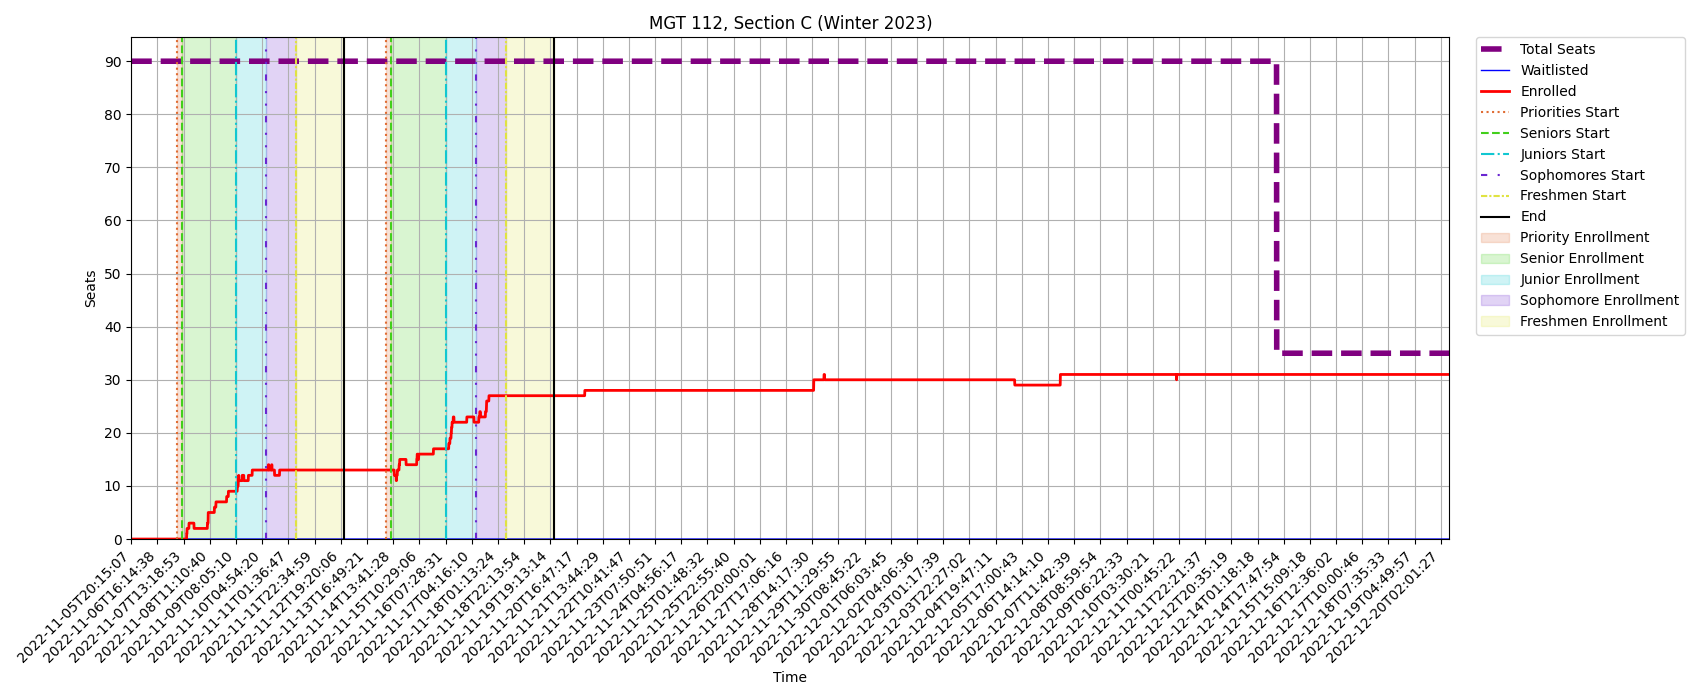 MGT 112, Section C (Winter 2023)
Seats
90
80
70
60
50
40
30
20
10
0
2022-11-05T20:15:07
2022-11-06T16:14:38
2022-11-07T13:18:53
2022-11-08T11:10:40
2022-11-09T08:05:10
2022-11-10T04:54:20
2022-11-11T01:36:47
2022-11-11T22:34:59
2022-11-12T19:20:06
2022-11-13T16:49:21
2022-11-14T13:41:28
2022-11-15T10:29:06
2022-11-16T07:28:31
2022-11-17T04:16:10
2022-11-18T01:13:24
2022-11-18T22:13:54
2022-11-19T19:13:14
2022-11-20T16:47:17
2022-11-21T13:44:29
2022-11-22T10:41:47
2022-11-23T07:50:51
2022-11-24T04:56:17
2022-11-25T01:48:32
2022-11-25T22:55:40
2022-11-26T20:00:01
2022-11-27T17:06:16
2022-11-28T14:17:30
2022-11-29T11:29:55
2022-11-30T08:45:22
2022-12-01T06:03:45
2022-12-02T04:06:36
2022-12-03T01:17:39
2022-12-03T22:27:02
2022-12-04T19:47:11
2022-12-05T17:00:43
2022-12-06T14:14:10
2022-12-07T11:42:39
2022-12-08T08:59:54
2022-12-09T06:22:33
2022-12-10T03:30:21
2022-12-11T00:45:22
2022-12-11T22:21:37
2022-12-12T20:35:19
2022-12-14T01:18:18
2022-12-14T17:47:54
2022-12-15T15:09:18
2022-12-16T12:36:02
2022-12-17T10:00:46
2022-12-18T07:35:33
2022-12-19T04:49:57
2022-12-20T02:01:27
Time
Total Seats
Waitlisted
Enrolled
Priorities Start
Seniors Start
Juniors Start
Sophomores Start
Freshmen Start
End
Priority Enrollment
Senior Enrollment
Junior Enrollment
Sophomore Enrollment
Freshmen Enrollment